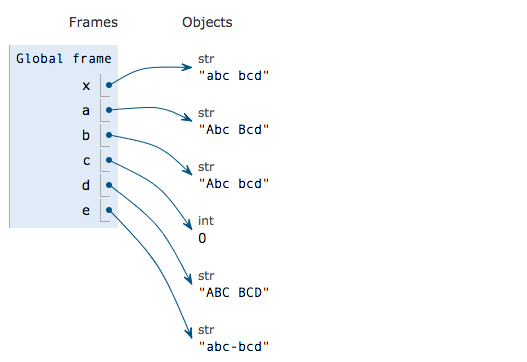 Frames Objects
Global frame
x
a
b
c
d
e
str
"abc bcd"
str
"Abc Bcd"
str
"Abc bcd"
int
0
str
"ABC BCD"
str
"abc-bcd"